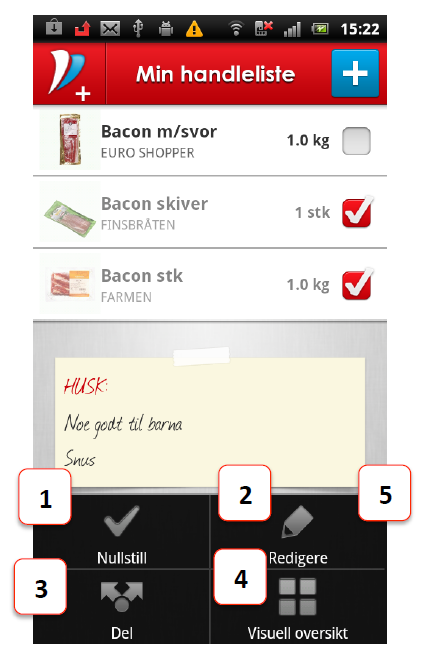 15:22
Min handleliste
Bacon m/svor
EURO SHOPPER
1.0 kg
Bacon skiver
FINSBRÅTEN
1 stk
Bacon stk
FARMEN
1.0 kg
HUSK:
Noe godt til barna
Snus
1
2
5
Nullstill
Redigere
3
4
Del
Visuell oversikt